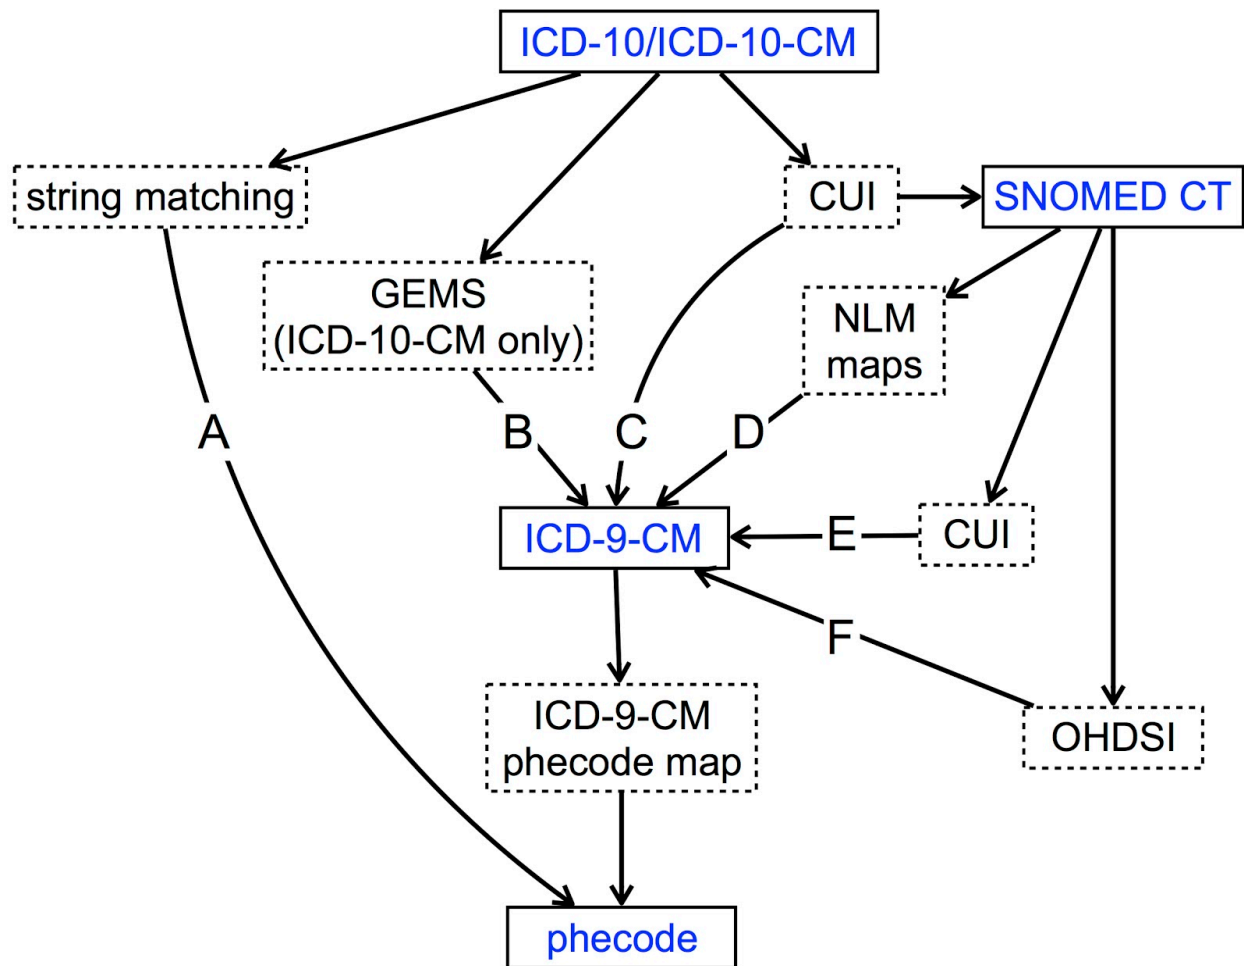 ICD-10/ICD-10-CM
string matching
CUI
SNOMED CT
GEMS
(ICD-10-CM only)
NLM
maps
A
B
C
D
ICD-9-CM
E
CUI
F
ICD-9-CM
phecode map
OHDSI
phecode